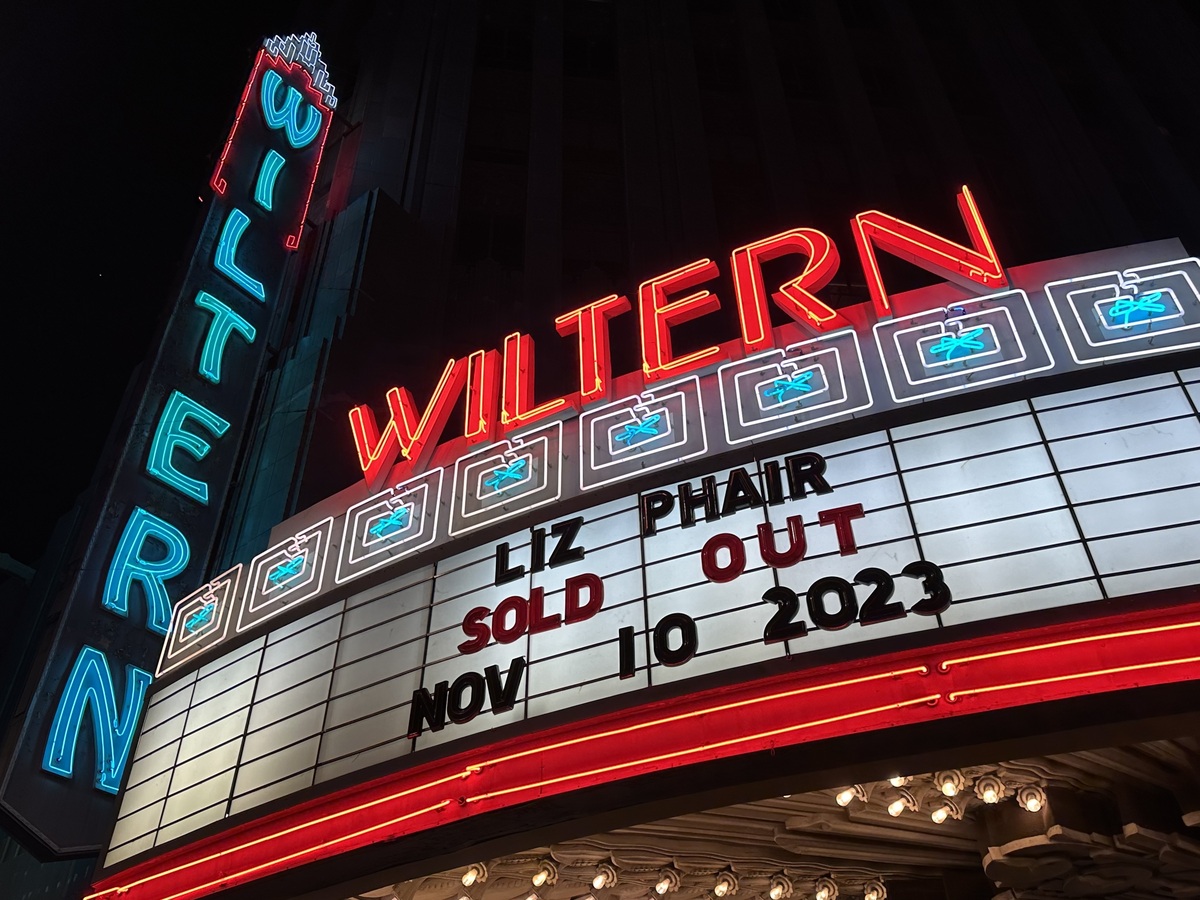 WILTERN
WILTERN
LIZ PHAIR
SOLD OUT
NOV 10 2023